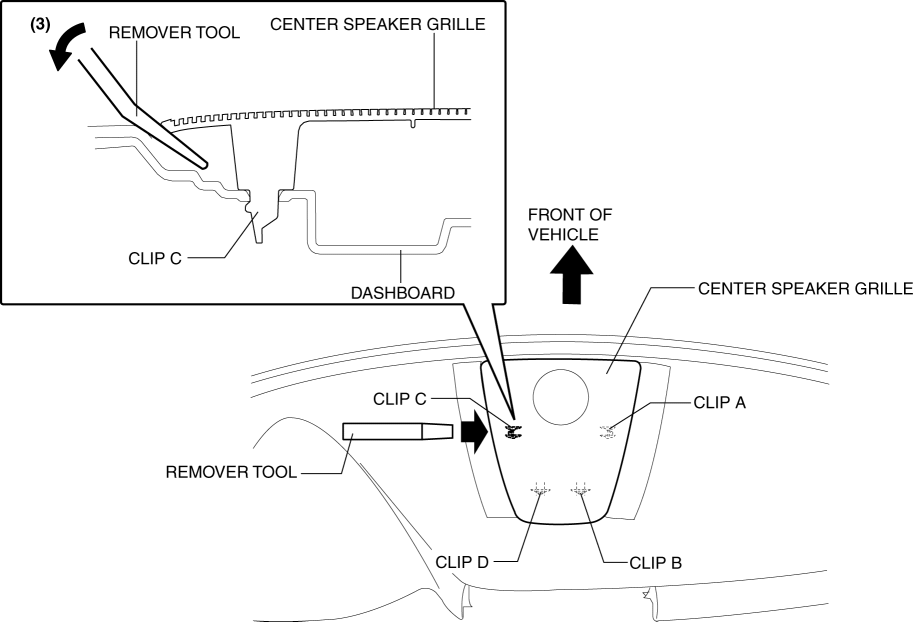 (3)
REMOVER TOOL
CENTER SPEAKER GRILLE
CLIP C
DASHBOARD
FRONT OF
VEHICLE
CENTER SPEAKER GRILLE
CLIP C
CLIP A
REMOVER TOOL
CLIP D
CLIP B